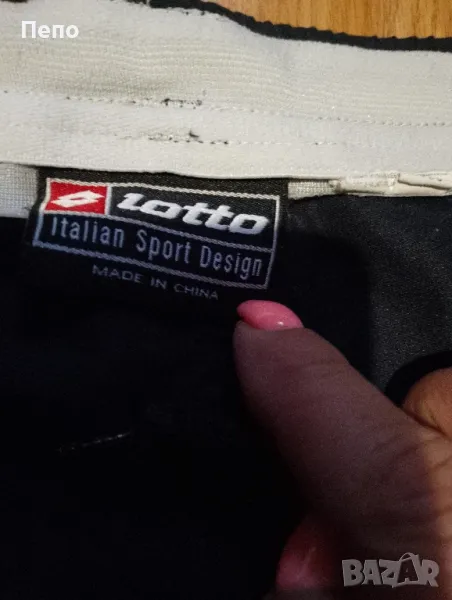 Пепо
Lotto
Italian Sport Design
MADE IN CHINA
BAZAR